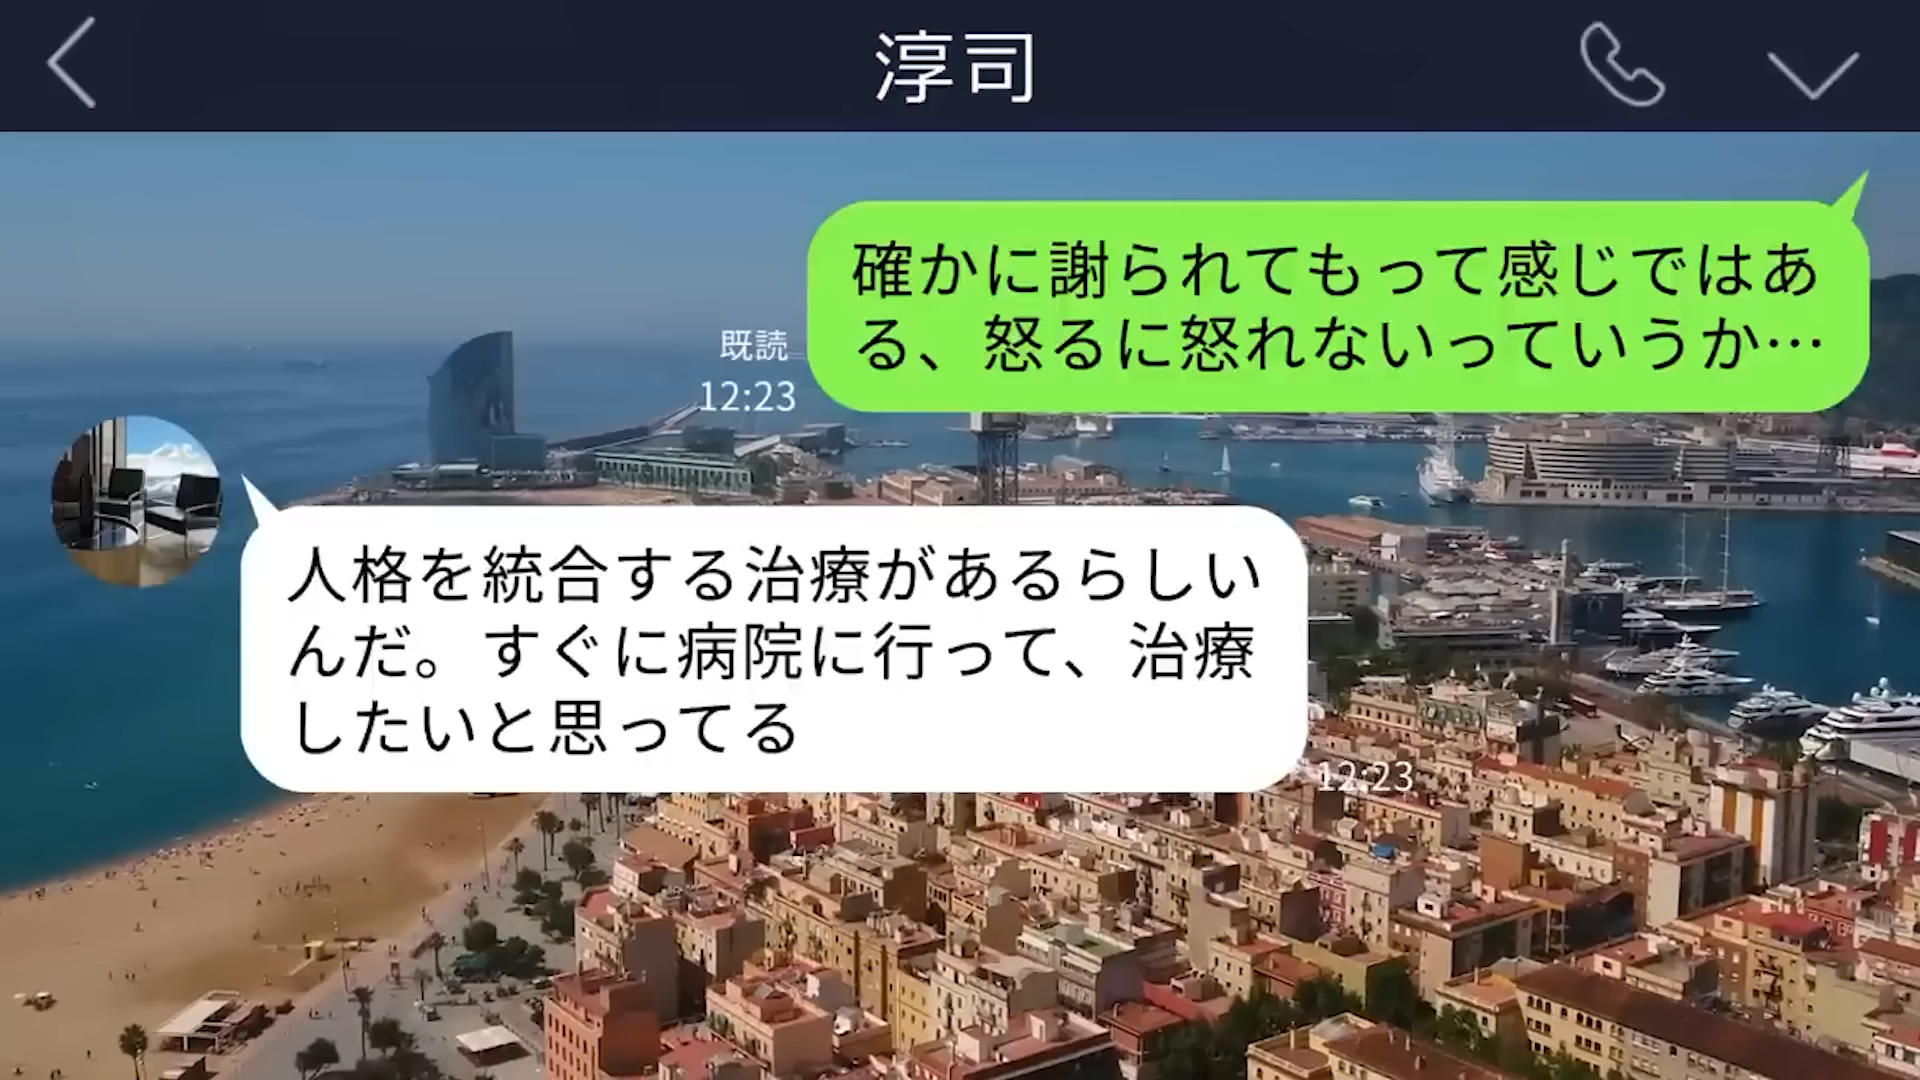 淳司
確かに謝られてもって感じではあ
る、怒るに怒れないっていうか…
既読
12:23
人格を統合する治療があるらしい
んだ。すぐに病院に行って、治療
したいと思ってる
12:23